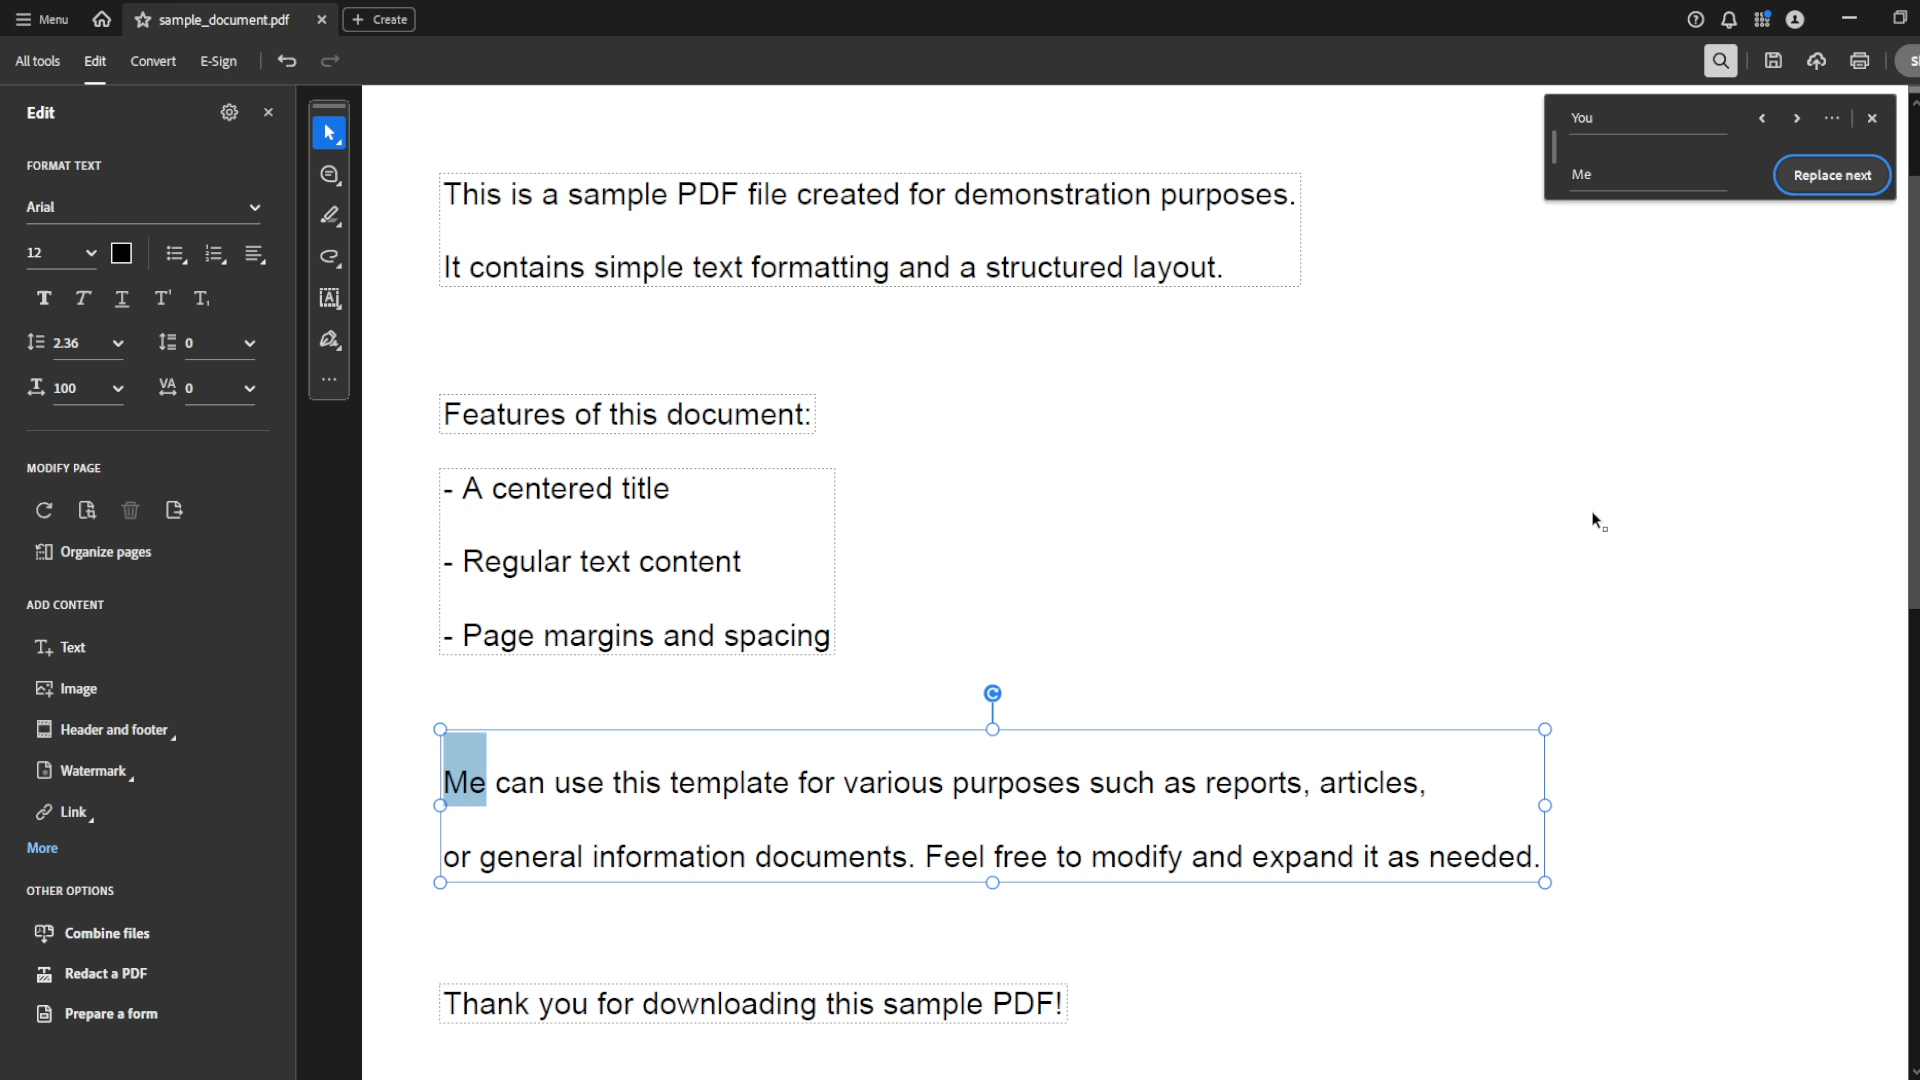 Menu
sample_document.pdf
Create
All tools
Edit
Convert
E-Sign
S
Edit
FORMAT TEXT
Arial
12
2.36
0
100
VA
0
MODIFY PAGE
Organize pages
ADD CONTENT
Text
Image
Header and footer
Watermark
Link
More
OTHER OPTIONS
Combine files
Redact a PDF
Prepare a form
You
Me
Replace next
This is a sample PDF file created for demonstration purposes.
It contains simple text formatting and a structured layout.
Features of this document:
- A centered title
- Regular text content
- Page margins and spacing
Me can use this template for various purposes such as reports, articles,
or general information documents. Feel free to modify and expand it as needed.
Thank you for downloading this sample PDF!